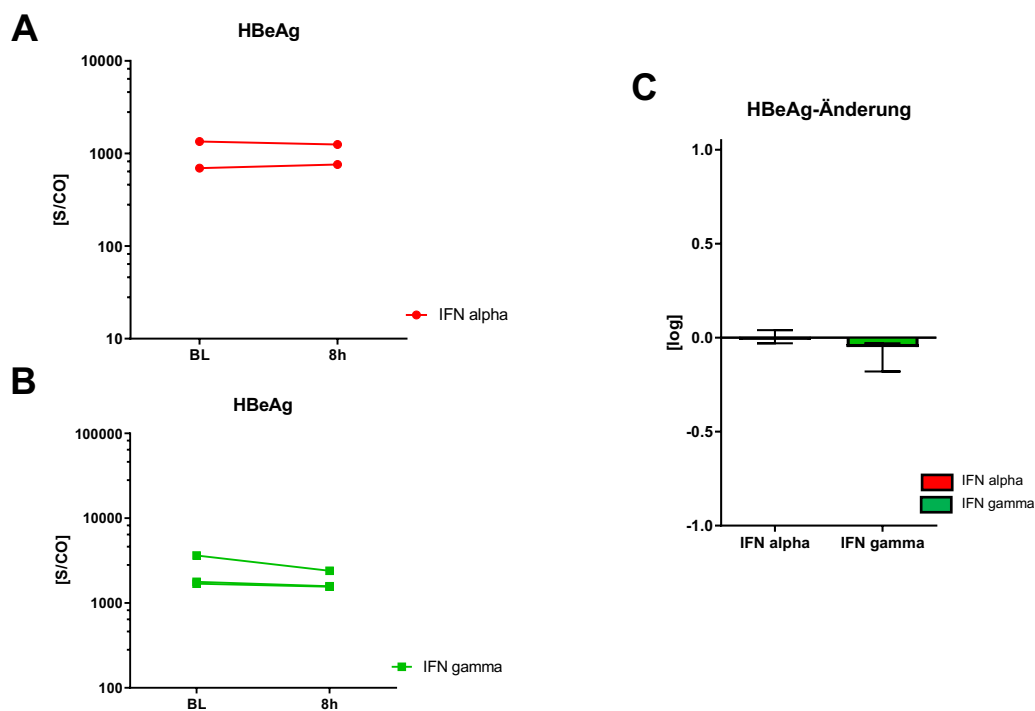 A
HBeAg
10000
1000
100
10
[S/CO]
BL
8h
IFN alpha
B
HBeAg
100000
10000
1000
100
[S/CO]
BL
8h
IFN gamma
C
HBeAg-Änderung
1.0
0.5
0.0
-0.5
-1.0
[log]
IFN alpha
IFN gamma
IFN alpha
IFN gamma